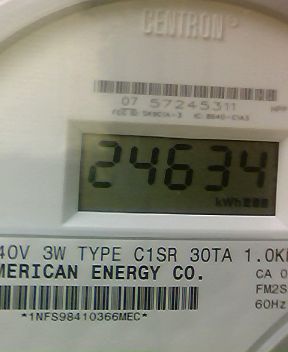 CENTRON
07 57245311
24634
kWh
40V 3W TYPE C1SR 30TA 1.0K
MERICAN ENERGY CO.
CA 0
FM2S
60Hz
*1NFS98410366MEC*